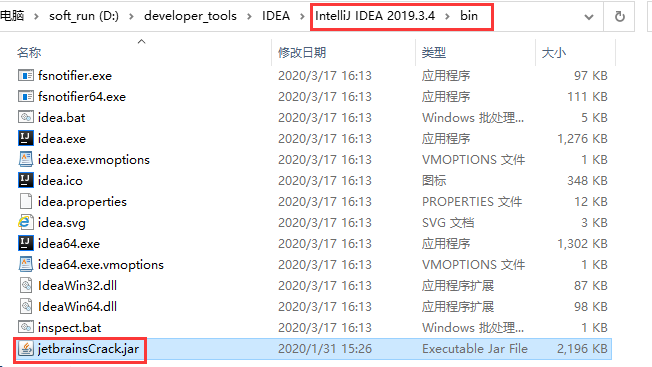 电脑 › soft_run (D:) › developer_tools › IDEA › IntelliJ IDEA 2019.3.4 › bin
名称 修改日期 类型 大小
fsnotifier.exe 2020/3/17 16:13 应用程序 97 KB
fsnotifier64.exe 2020/3/17 16:13 应用程序 111 KB
idea.bat 2020/3/17 16:13 Windows 批处理... 5 KB
idea.exe 2020/3/17 16:13 应用程序 1,276 KB
idea.exe.vmoptions 2020/3/17 16:13 VMOPTIONS 文件 1 KB
idea.ico 2020/3/17 16:13 图标 348 KB
idea.properties 2020/3/17 16:13 PROPERTIES 文件 12 KB
idea.svg 2020/3/17 16:13 SVG 文档 3 KB
idea64.exe 2020/3/17 16:13 应用程序 1,302 KB
idea64.exe.vmoptions 2020/3/17 16:13 VMOPTIONS 文件 1 KB
IdeaWin32.dll 2020/3/17 16:13 应用程序扩展 87 KB
IdeaWin64.dll 2020/3/17 16:13 应用程序扩展 98 KB
inspect.bat 2020/3/17 16:13 Windows 批处理... 1 KB
jetbrainsCrack.jar 2020/1/31 15:26 Executable Jar File 2,196 KB